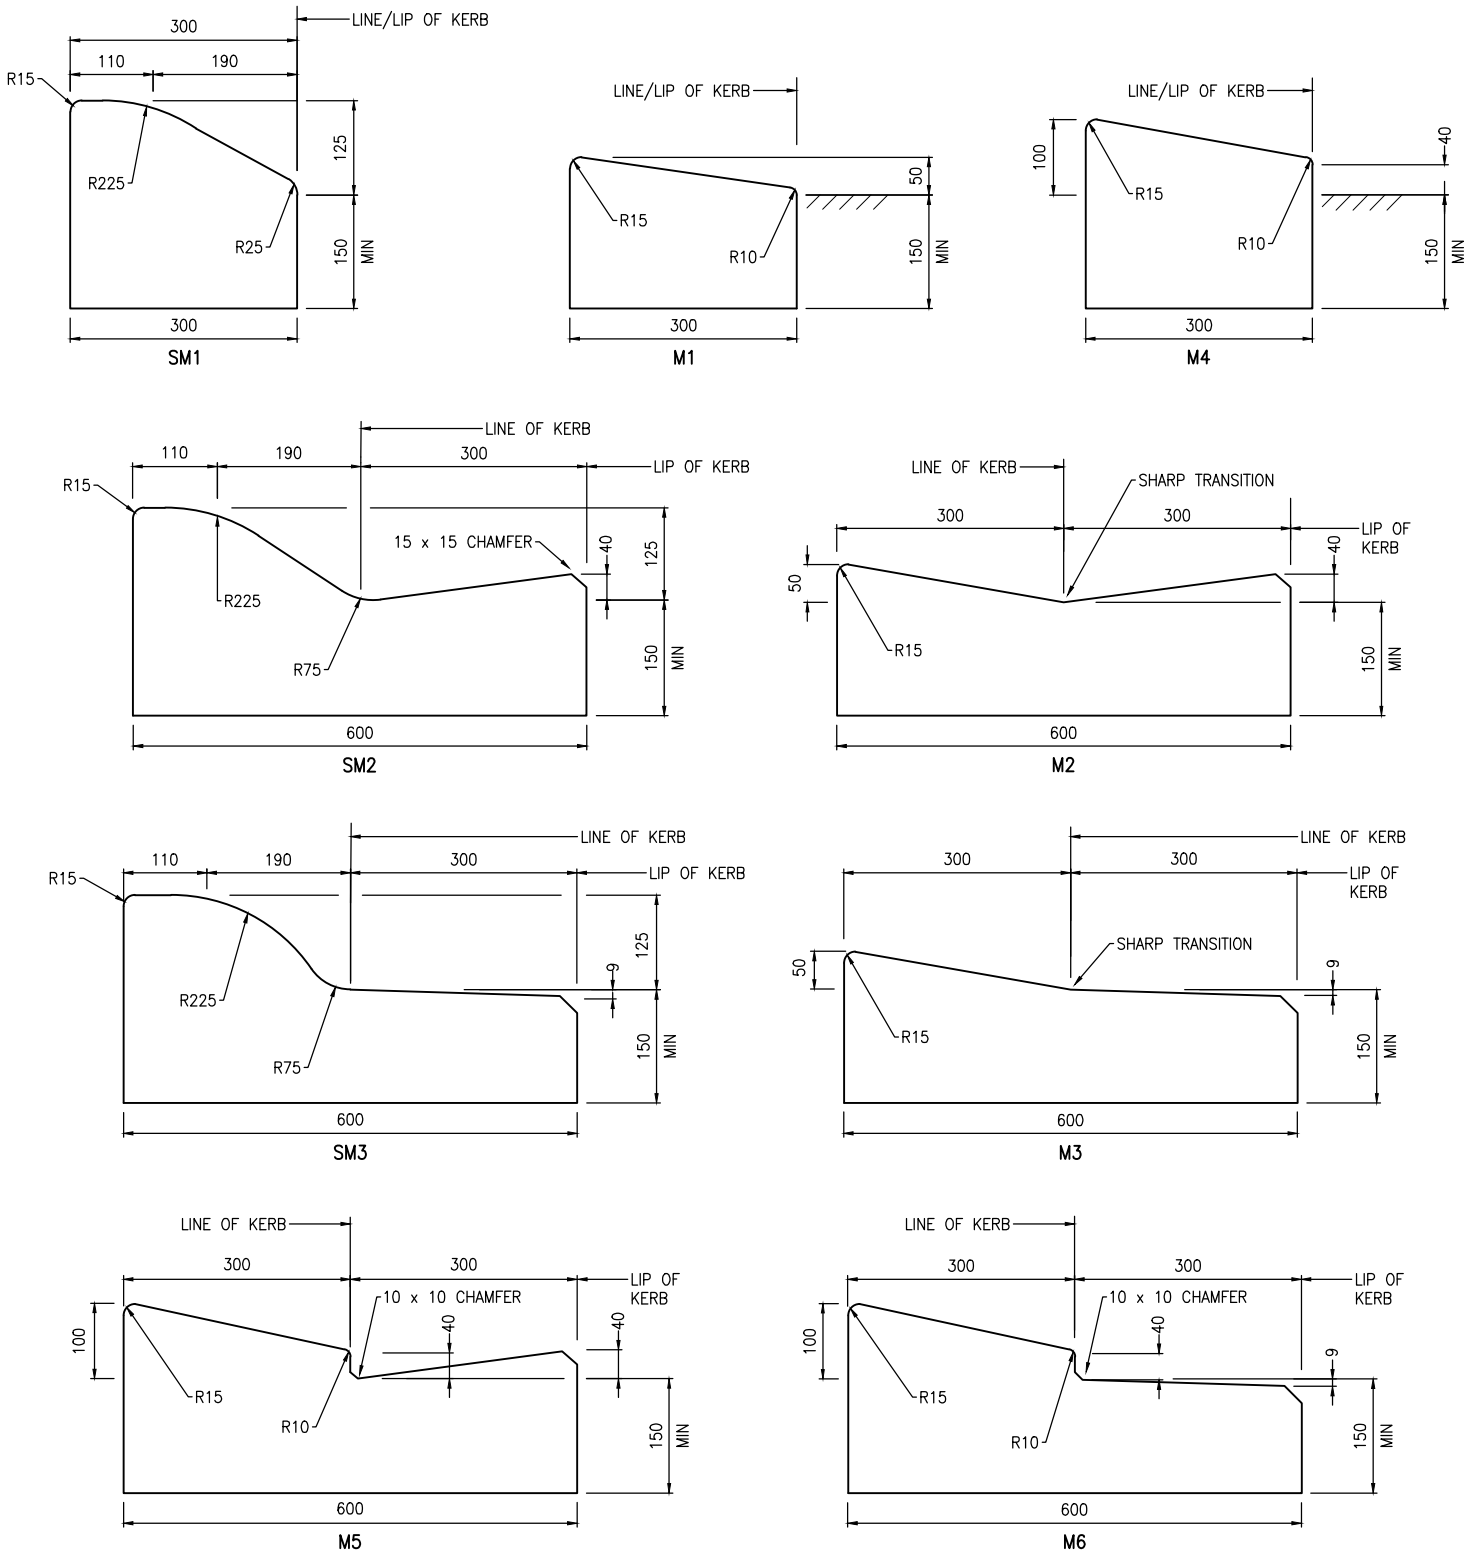 LINE/LIP OF KERB
300
110
190
R15
R225
R25
125
150
MIN
300
SM1
LINE/LIP OF KERB
R15
R10
50
150
MIN
300
M1
LINE/LIP OF KERB
100
40
R15
R10
150
MIN
300
M4
LINE OF KERB
110
190
300
LIP OF KERB
R15
15 x 15 CHAMFER
40
125
R225
R75
150
MIN
600
SM2
LINE OF KERB
SHARP TRANSITION
300
300
LIP OF
KERB
50
40
R15
150
MIN
600
M2
LINE OF KERB
110
190
300
LIP OF KERB
R15
125
9
R225
R75
150
MIN
600
SM3
LINE OF KERB
300
300
LIP OF
KERB
SHARP TRANSITION
50
9
R15
150
MIN
600
M3
LINE OF KERB
300
300
LIP OF
KERB
10 x 10 CHAMFER
100
40
40
R15
R10
150
MIN
600
M5
LINE OF KERB
300
300
LIP OF
KERB
10 x 10 CHAMFER
100
40
9
R15
R10
150
MIN
600
M6